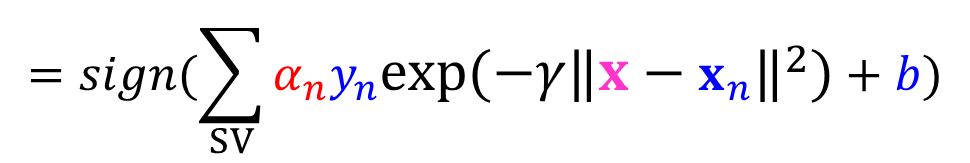 = sign(∑ αₙyₙexp(−γ‖𝐱 − 𝐱ₙ‖²) + b)
SV